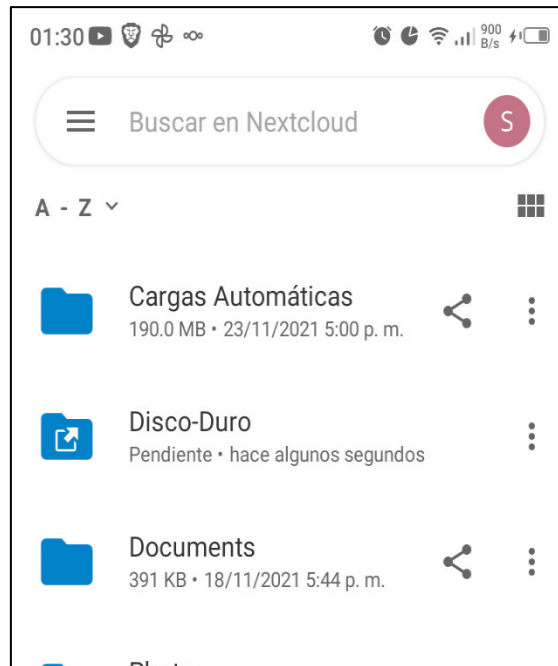 01:30
900
B/s
Buscar en Nextcloud
S
A - Z
Cargas Automáticas
190.0 MB • 23/11/2021 5:00 p. m.
Disco-Duro
Pendiente • hace algunos segundos
Documents
391 KB • 18/11/2021 5:44 p. m.